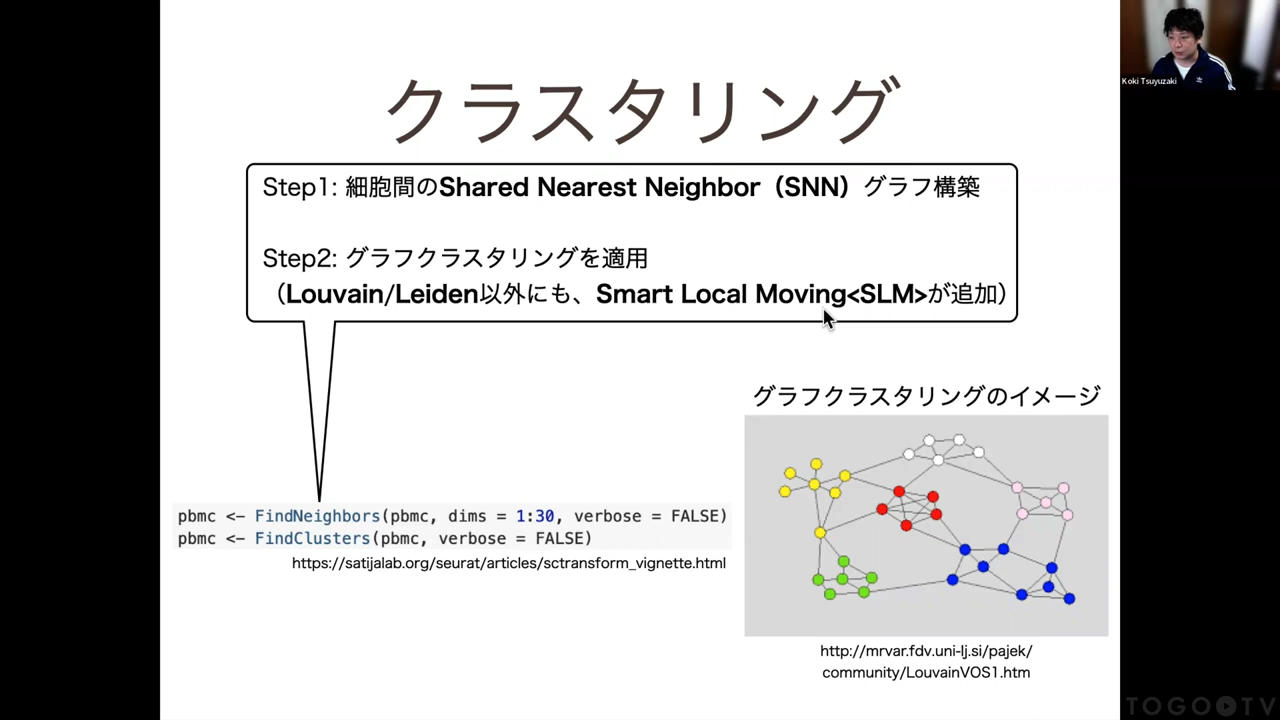 クラスタリング
Step1: 細胞間のShared Nearest Neighbor（SNN）グラフ構築
Step2: グラフクラスタリングを適用
（Louvain/Leiden以外にも、Smart Local Moving<SLM>が追加）
グラフクラスタリングのイメージ
pbmc <- FindNeighbors(pbmc, dims = 1:30, verbose = FALSE)
pbmc <- FindClusters(pbmc, verbose = FALSE)
https://satijalab.org/seurat/articles/sctransform_vignette.html
http://mrvar.fdv.uni-lj.si/pajek/
community/LouvainVOS1.htm
Koki Tsuyuzaki
TOGO TV